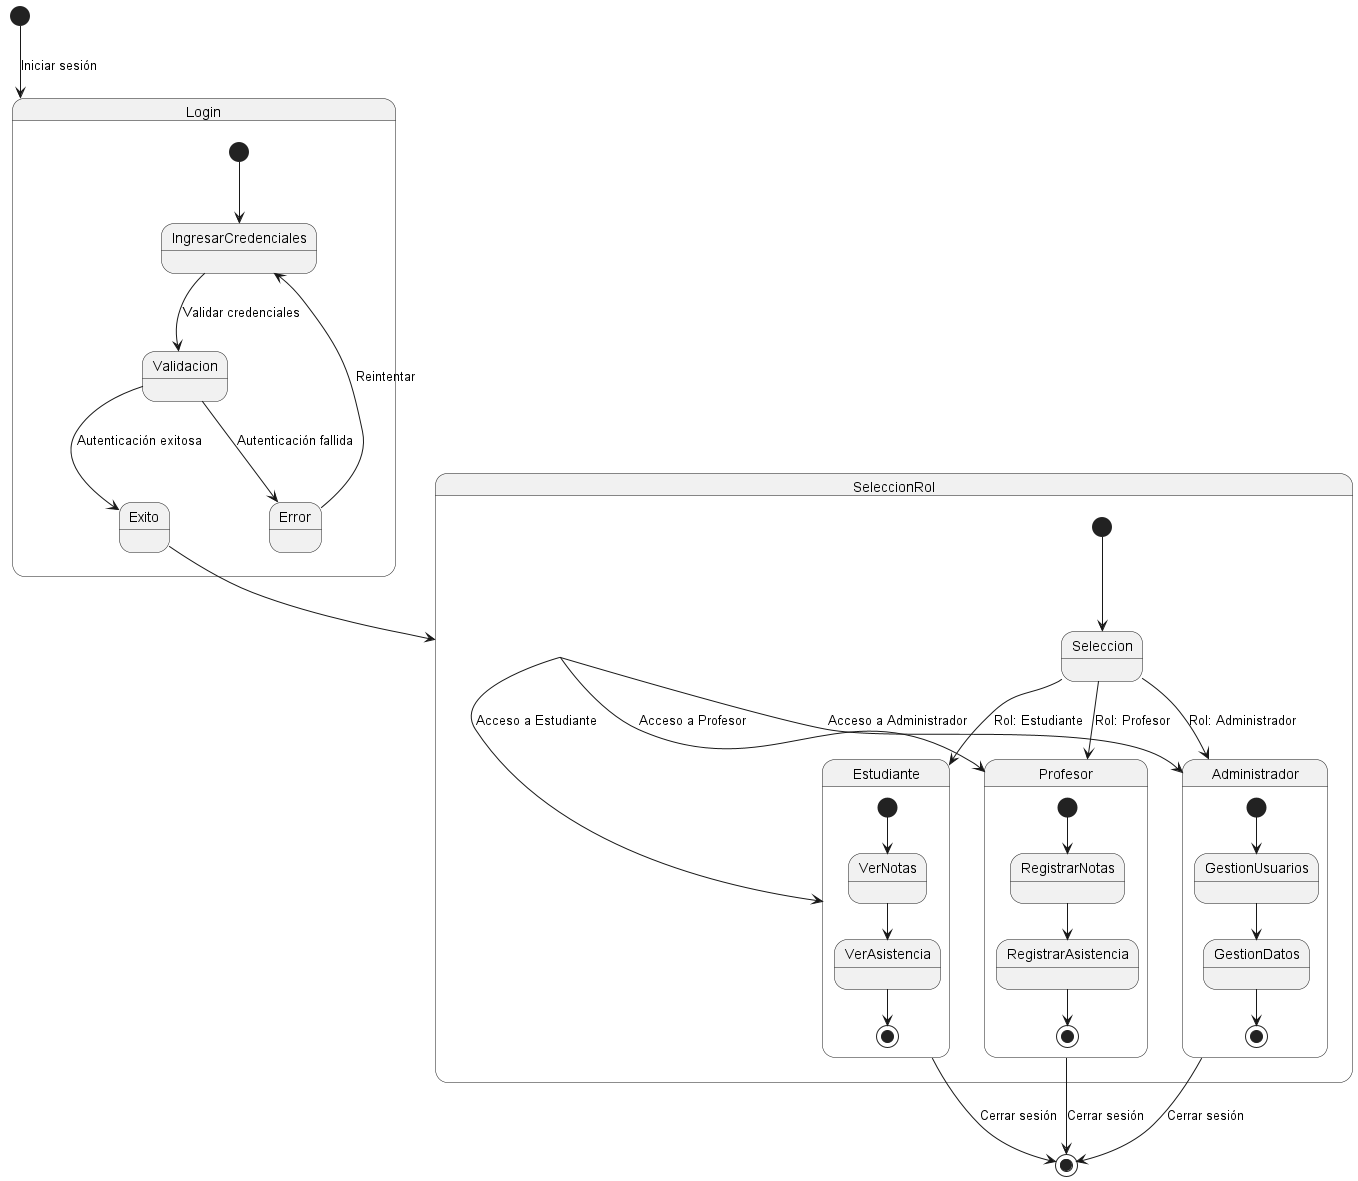 Iniciar sesión
Login
IngresarCredenciales
Validar credenciales
Validacion
Reintentar
Autenticación exitosa
Autenticación fallida
Exito
Error
SeleccionRol
Seleccion
Acceso a Estudiante
Acceso a Profesor
Acceso a Administrador
Rol: Estudiante
Rol: Profesor
Rol: Administrador
Estudiante
Profesor
Administrador
VerNotas
RegistrarNotas
GestionUsuarios
VerAsistencia
RegistrarAsistencia
GestionDatos
Cerrar sesión
Cerrar sesión
Cerrar sesión